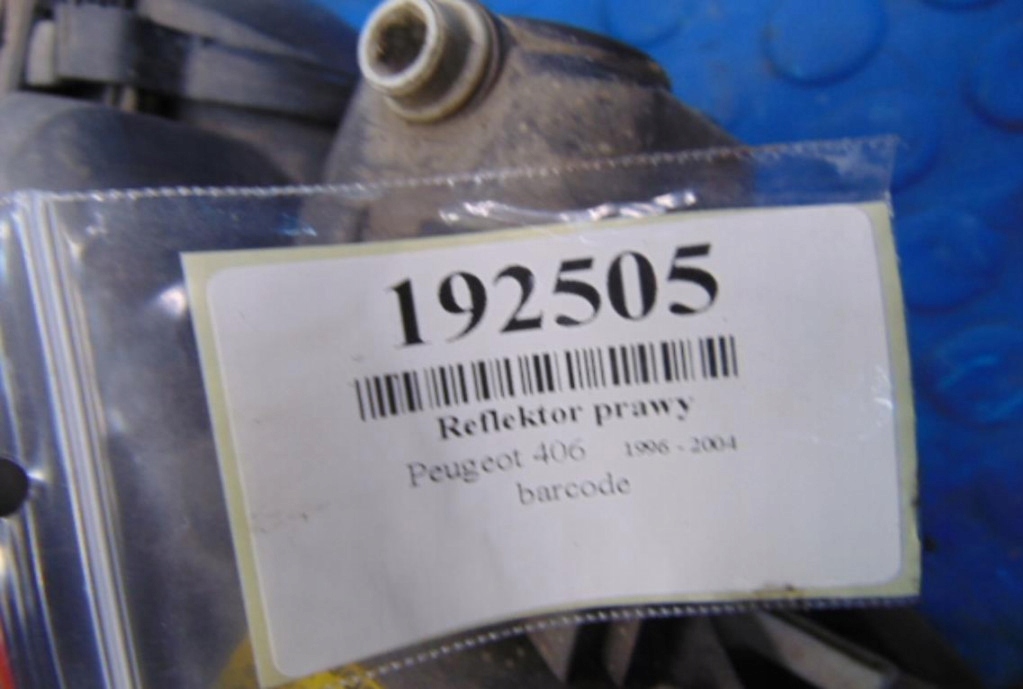 192505
Reflektor prawy
Peugeot 406 1996 - 2004
barcode